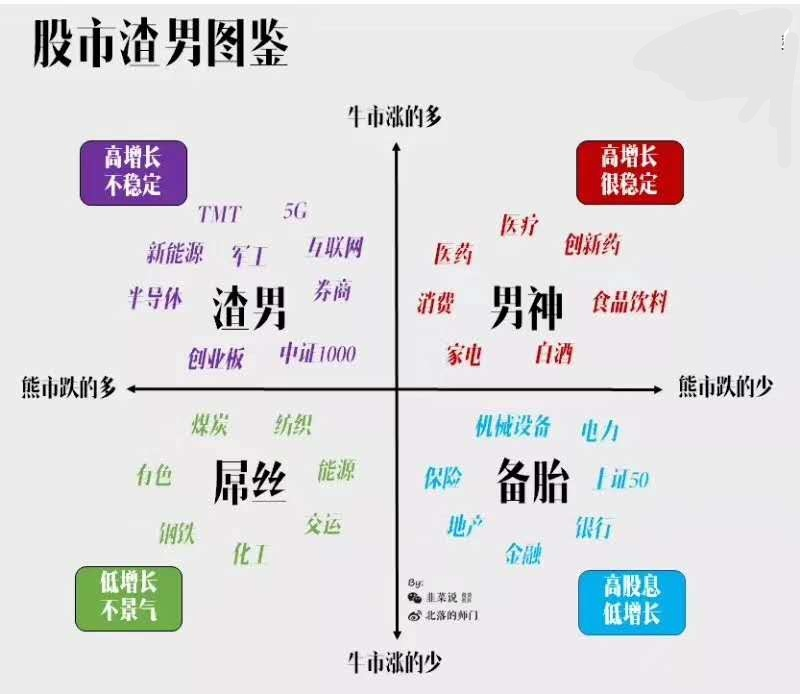 股市渣男图鉴
牛市涨的多
高增长
不稳定
高增长
很稳定
TMT
5G
新能源
军工
互联网
半导体
渣男
券商
创业板
中证1000
医疗
医药
创新药
消费
男神
食品饮料
家电
白酒
熊市跌的多
熊市跌的少
煤炭
纺织
有色
屌丝
能源
钢铁
交运
化工
机械设备
电力
保险
备胎
上证50
地产
银行
金融
低增长
不景气
By:
韭菜说
北落的师门
高股息
低增长
牛市涨的少